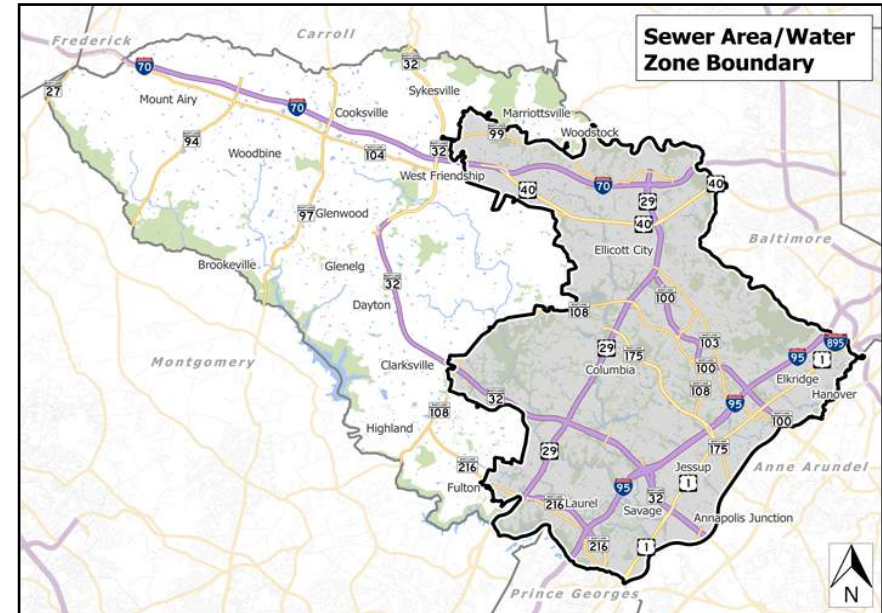 Sewer Area/Water
Zone Boundary
Frederick
Carroll
32
70
27
Mount Airy
Sykesville
70
Cooksville
Marriottsville
99
Woodstock
94
Woodbine
104
32
West Friendship
40
70
40
29
97
Glenwood
40
Ellicott City
Baltimore
Brookeville
Glenelg
32
Dayton
100
108
103
895
29
175
95
1
Montgomery
Clarksville
Columbia
100
Elkridge
108
Hanover
32
95
108
100
Highland
29
175
216
Jessup
Anne Arundel
Fulton
95
1
32
216
Laurel
Savage
Annapolis Junction
216
1
Prince Georges
N